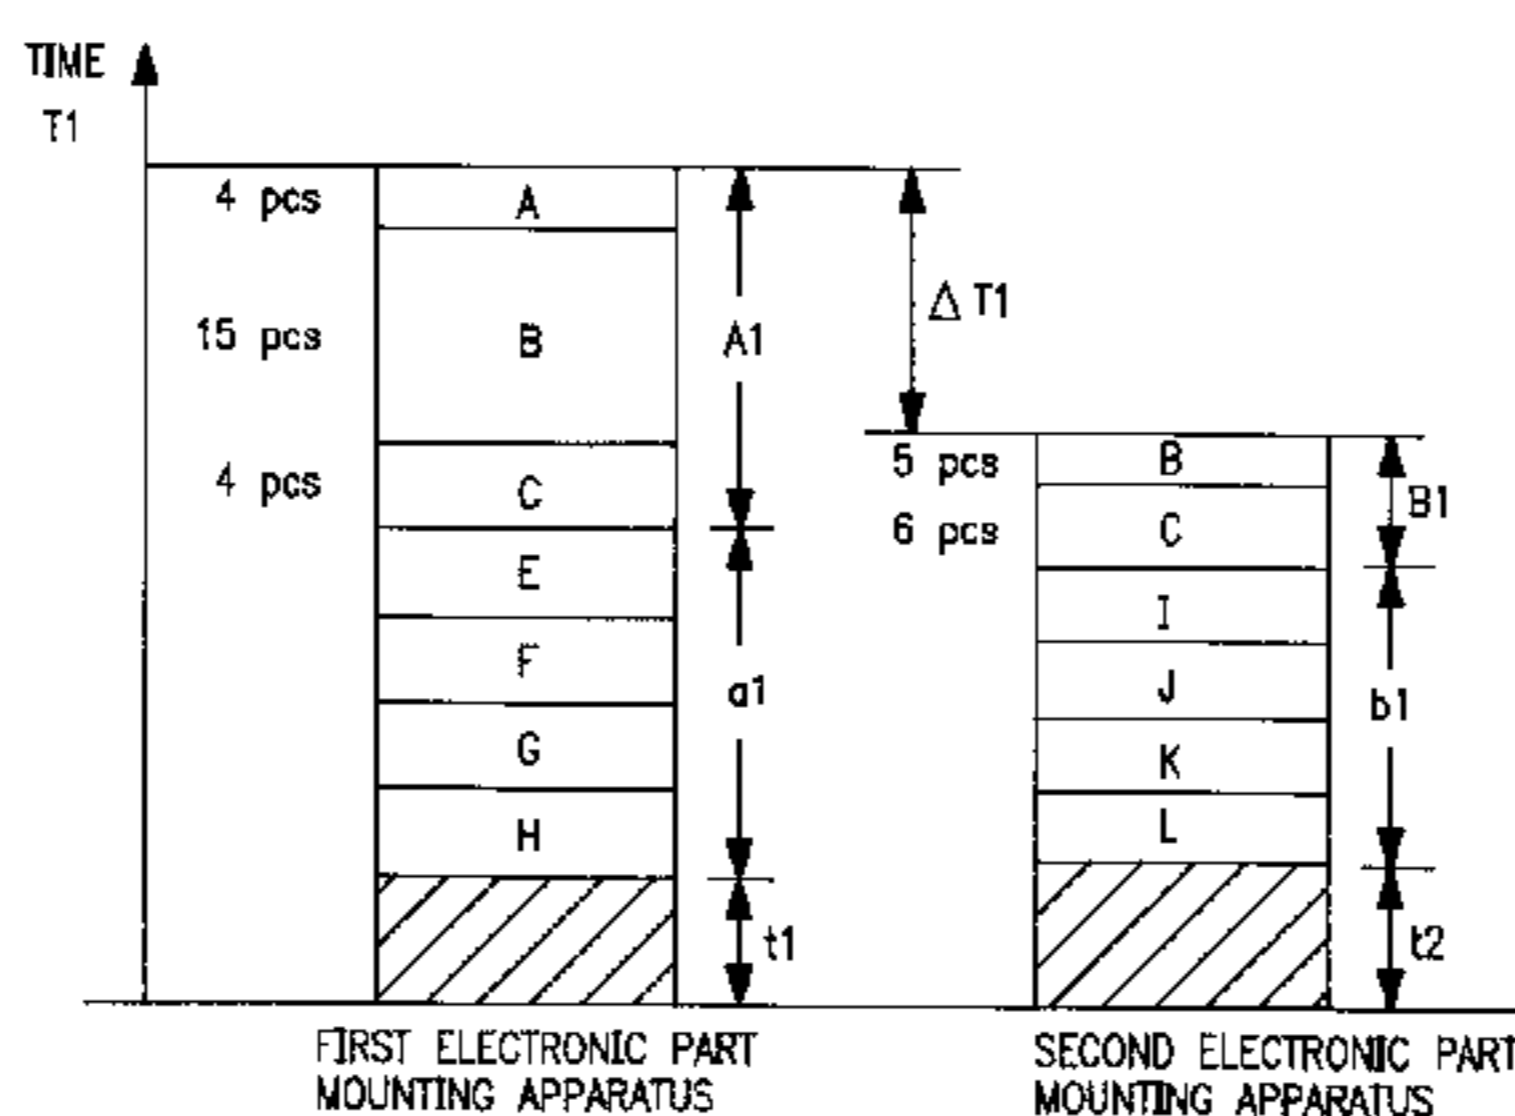 TIME
T1
4 pcs
A
15 pcs
B
4 pcs
C
E
F
G
H
A1
a1
t1
Δ T1
5 pcs
B
6 pcs
C
I
J
K
L
B1
b1
t2
FIRST ELECTRONIC PART
MOUNTING APPARATUS
SECOND ELECTRONIC PART
MOUNTING APPARATUS